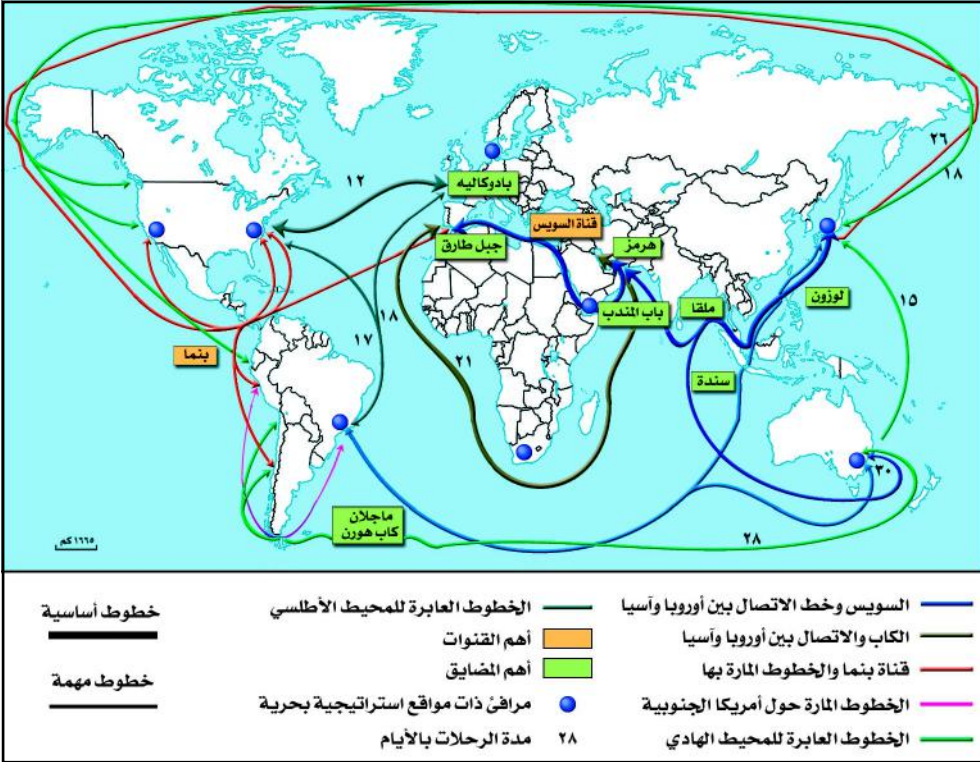 ٢٦
١٨
١٢
بادوكاليه
قناة السويس
جبل طارق
هرمز
لوزون
ملقا
باب المندب
١٥
١٨
١٧
بنما
٢١
سندة
٢٠
ماجلان
كاب هورن
٢٨
١٦٦٥ كم
السويس وخط الاتصال بين أوروبا وآسيا
الكاب والاتصال بين أوروبا وآسيا
قناة بنما والخطوط المارة بها
الخطوط المارة حول أمريكا الجنوبية
الخطوط العابرة للمحيط الهادي
الخطوط العابرة للمحيط الأطلسي
أهم القنوات
أهم المضايق
مرافئ ذات مواقع استراتيجية بحرية
٢٨ مدة الرحلات بالأيام
خطوط أساسية
خطوط مهمة